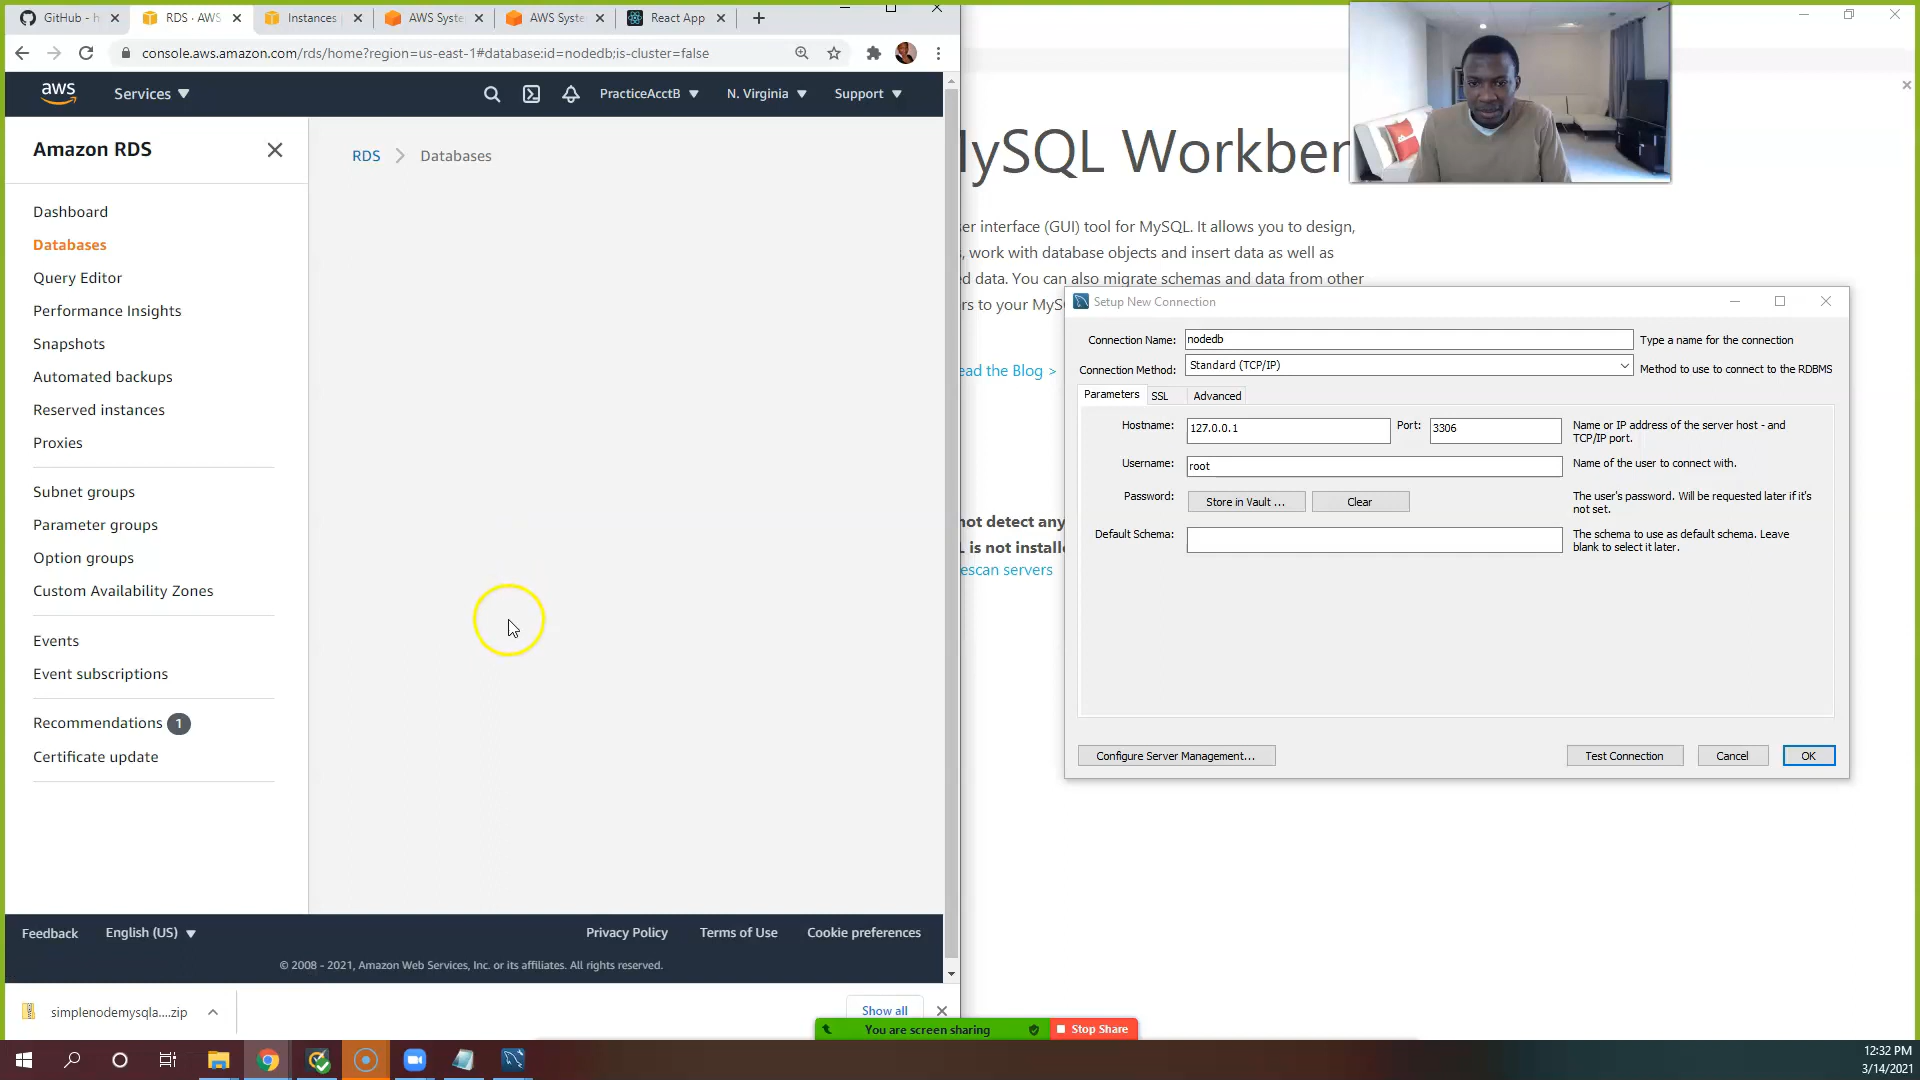 GitHub - h
RDS · AWS
Instances
AWS Syste
AWS Syste
React App
console.aws.amazon.com/rds/home?region=us-east-1#database:id=nodedb;is-cluster=false
aws
Services
PracticeAcctB
N. Virginia
Support
Amazon RDS
Dashboard
Databases
Query Editor
Performance Insights
Snapshots
Automated backups
Reserved instances
Proxies
Subnet groups
Parameter groups
Option groups
Custom Availability Zones
Events
Event subscriptions
Recommendations 1
Certificate update
RDS > Databases
Feedback
English (US)
Privacy Policy
Terms of Use
Cookie preferences
© 2008 - 2021, Amazon Web Services, Inc. or its affiliates. All rights reserved.
simplenodemysqla....zip
Show all
ySQL Workben
er interface (GUI) tool for MySQL. It allows you to design,
, work with database objects and insert data as well as
d data. You can also migrate schemas and data from other
rs to your MyS
ead the Blog >
not detect any
L is not installe
escan servers
Setup New Connection
Connection Name:
nodedb
Type a name for the connection
Connection Method:
Standard (TCP/IP)
Method to use to connect to the RDBMS
Parameters
SSL
Advanced
Hostname:
127.0.0.1
Port:
3306
Name or IP address of the server host - and
TCP/IP port.
Username:
root
Name of the user to connect with.
Password:
Store in Vault ...
Clear
The user's password. Will be requested later if it's
not set.
Default Schema:
The schema to use as default schema. Leave
blank to select it later.
Configure Server Management...
Test Connection
Cancel
OK
You are screen sharing
Stop Share
12:32 PM
3/14/2021